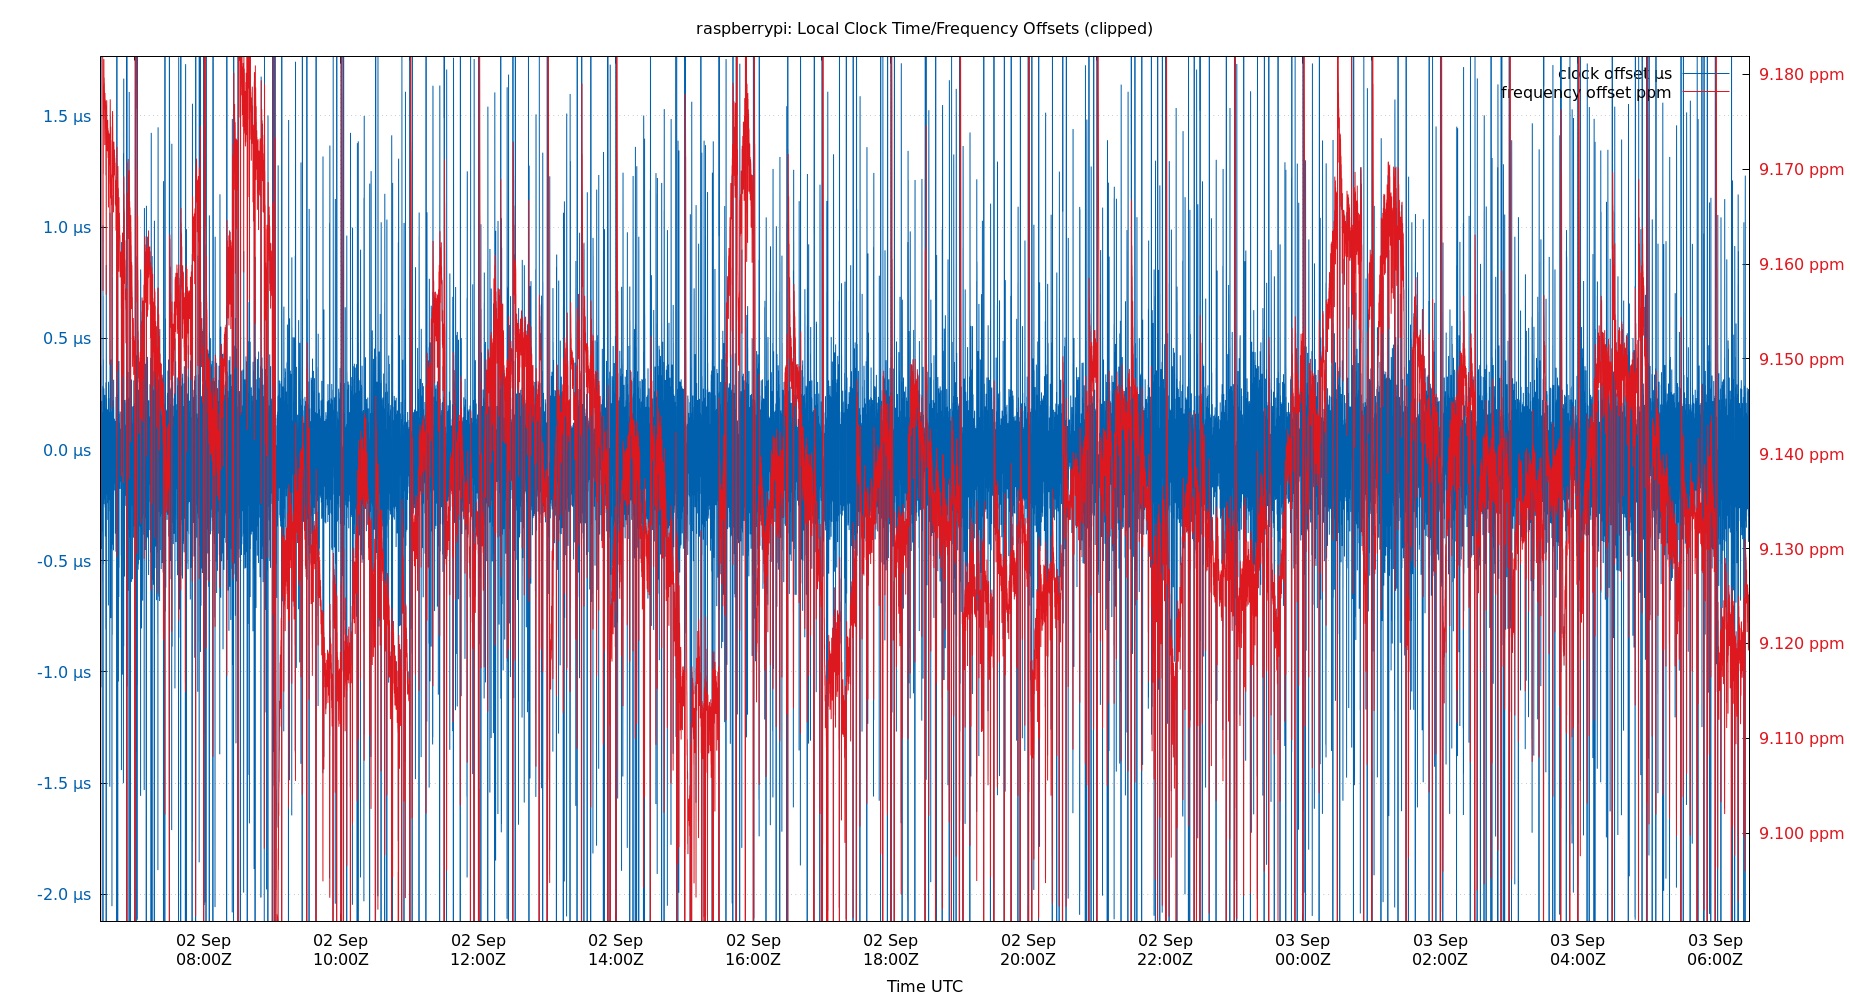 raspberrypi: Local Clock Time/Frequency Offsets (clipped)
clock offset µs
frequency offset ppm
1.5 µs
1.0 µs
0.5 µs
0.0 µs
-0.5 µs
-1.0 µs
-1.5 µs
-2.0 µs
9.180 ppm
9.170 ppm
9.160 ppm
9.150 ppm
9.140 ppm
9.130 ppm
9.120 ppm
9.110 ppm
9.100 ppm
02 Sep 02 Sep 02 Sep 02 Sep 02 Sep 02 Sep 02 Sep 02 Sep 03 Sep 03 Sep 03 Sep 03 Sep
08:00Z 10:00Z 12:00Z 14:00Z 16:00Z 18:00Z 20:00Z 22:00Z 00:00Z 02:00Z 04:00Z 06:00Z
Time UTC